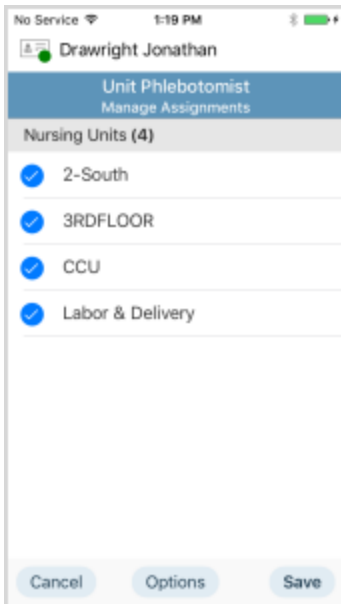 No Service 1:19 PM
Drawright Jonathan
Unit Phlebotomist
Manage Assignments
Nursing Units (4)
2-South
3RDFLOOR
CCU
Labor & Delivery
Cancel Options Save